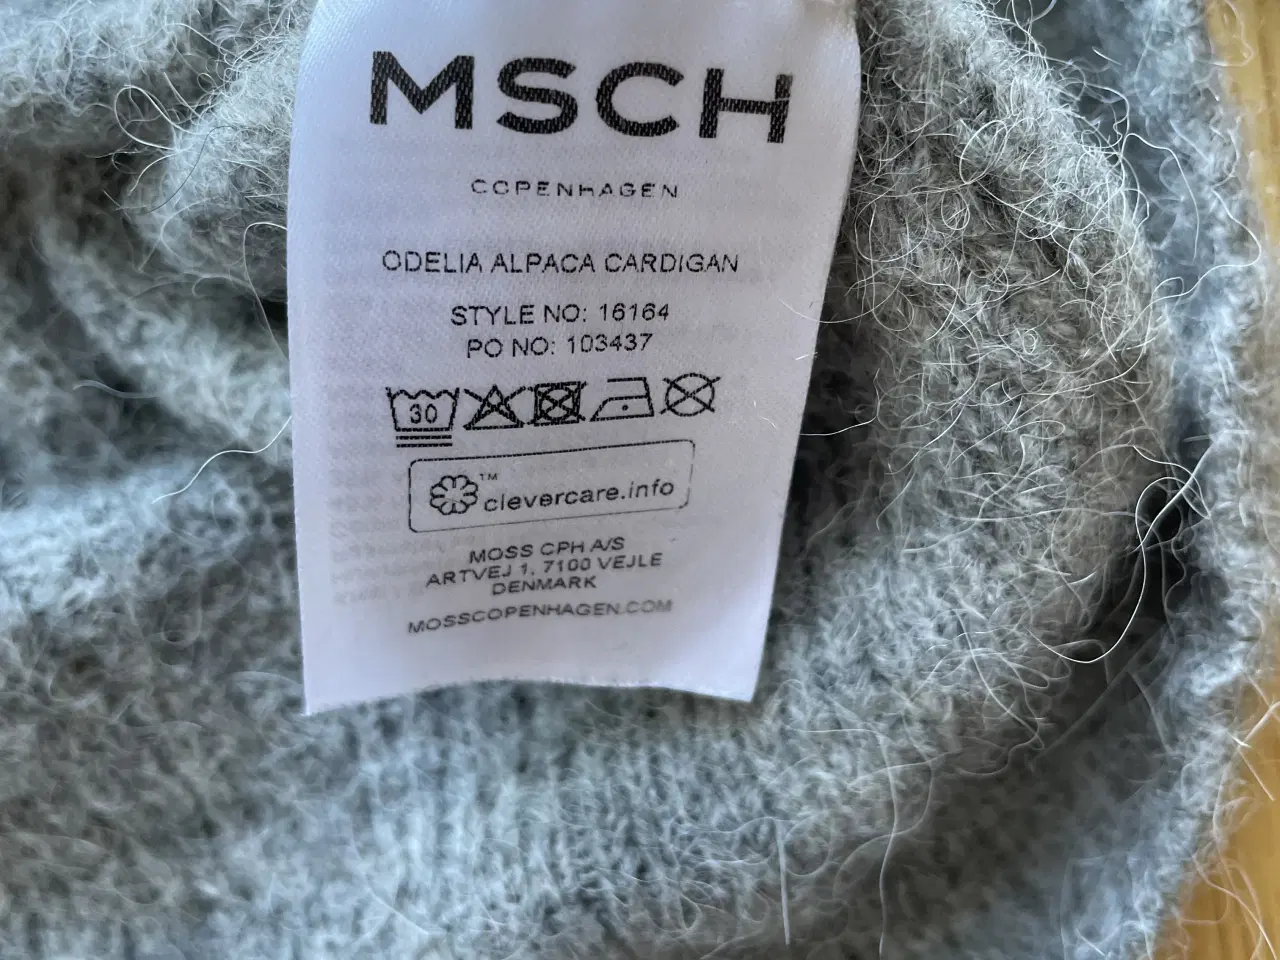 MSCH
COPENHAGEN
ODELIA ALPACA CARDIGAN
STYLE NO: 16164
PO NO: 103437
30
™ clevercare.info
MOSS CPH A/S
ARTVEJ 1, 7100 VEJLE
DENMARK
MOSSCOPENHAGEN.COM